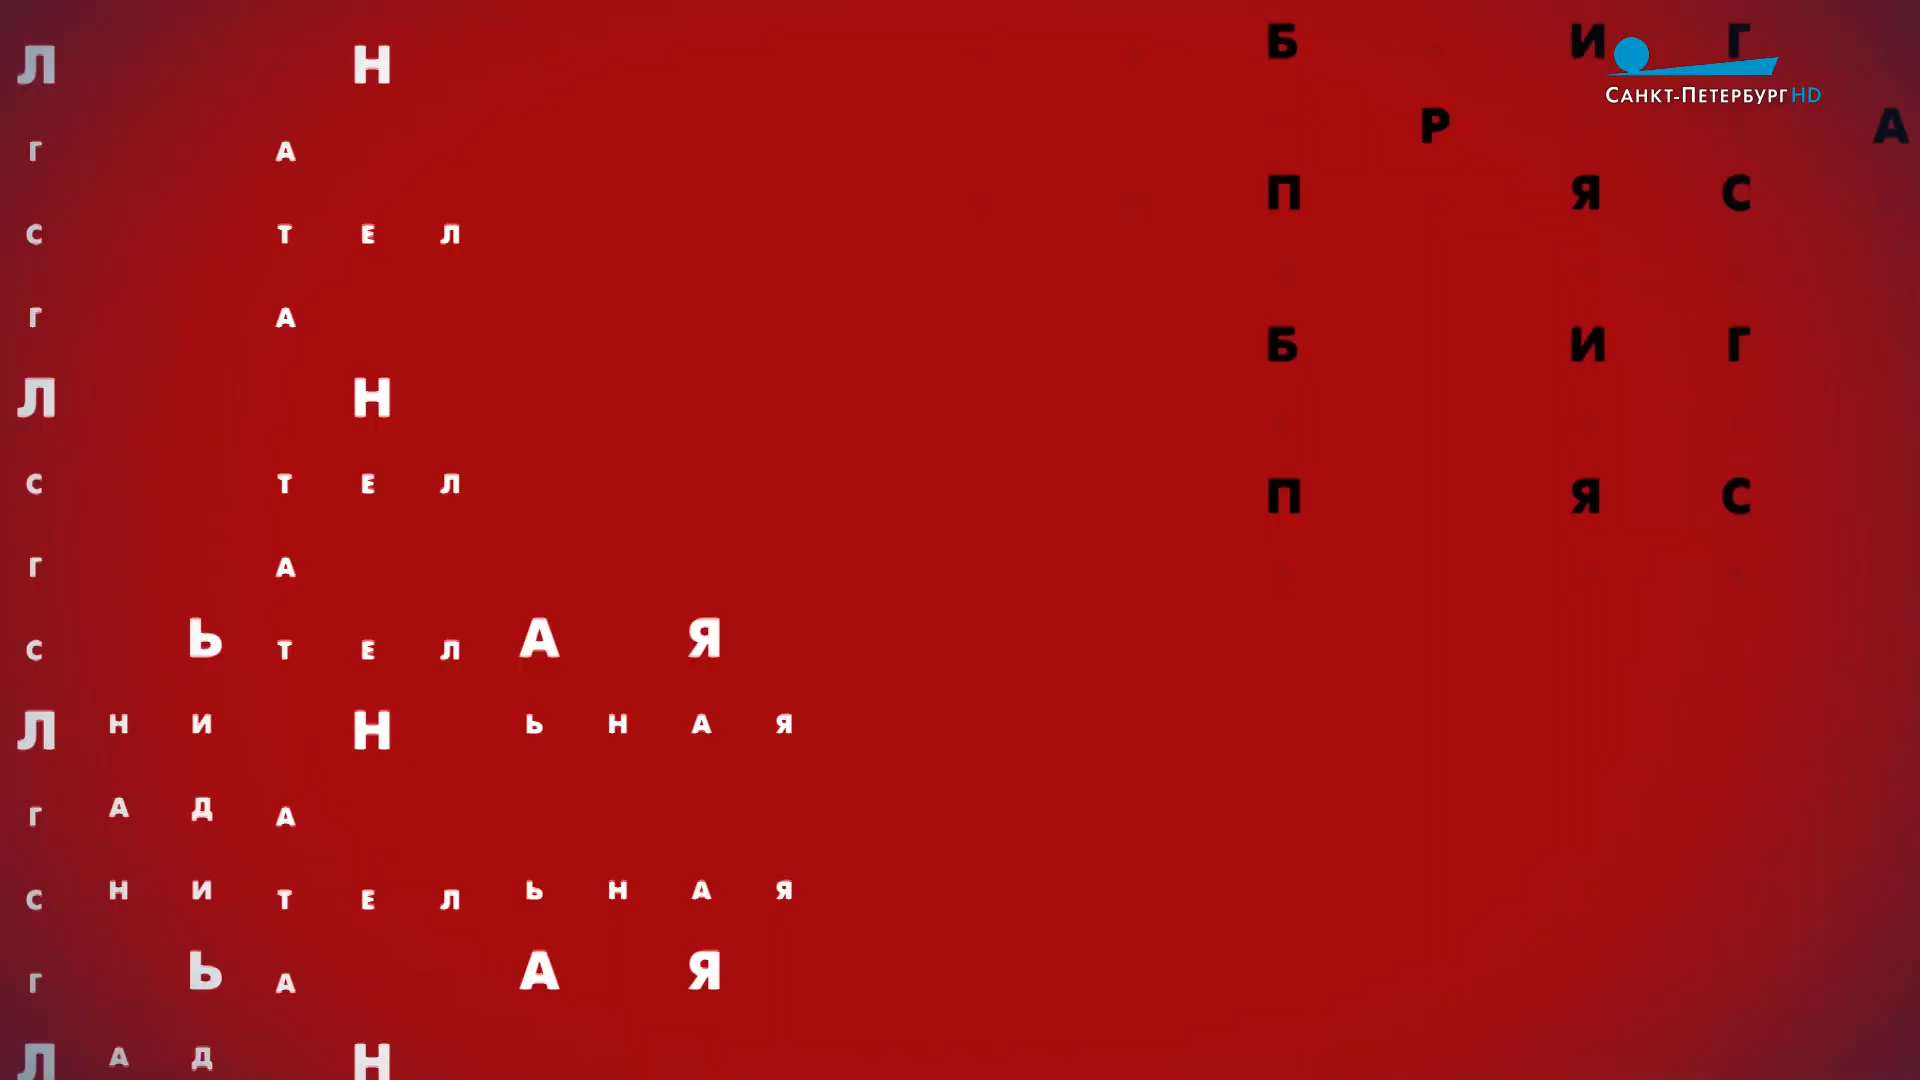 Л Н Б И Г
САНКТ-ПЕТЕРБУРГ HD
Г А Р А
С Т Е Л П Я С
Г А Б И Г
Л Н
С Т Е Л П Я С
Г А
Ь А Я
С Т Е Л
Л Н И Н Ь Н А Я
Г А Д А
С Н И Т Е Л Ь Н А Я
Ь А Я
Г А
Л А Д Н